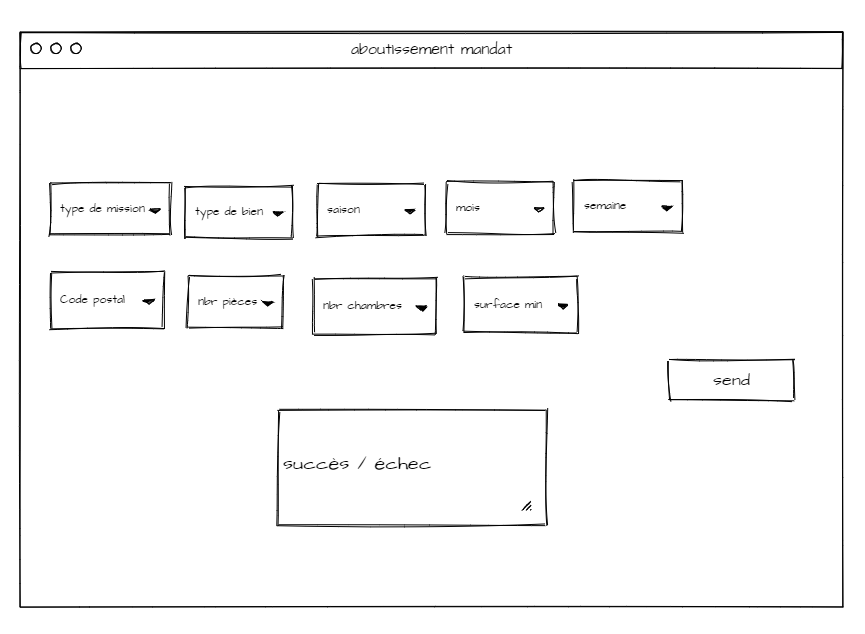 aboutissement mandat
type de mission
type de bien
saison
mois
semaine
Code postal
nbr pièces
nbr chambres
surface min
send
succès / échec